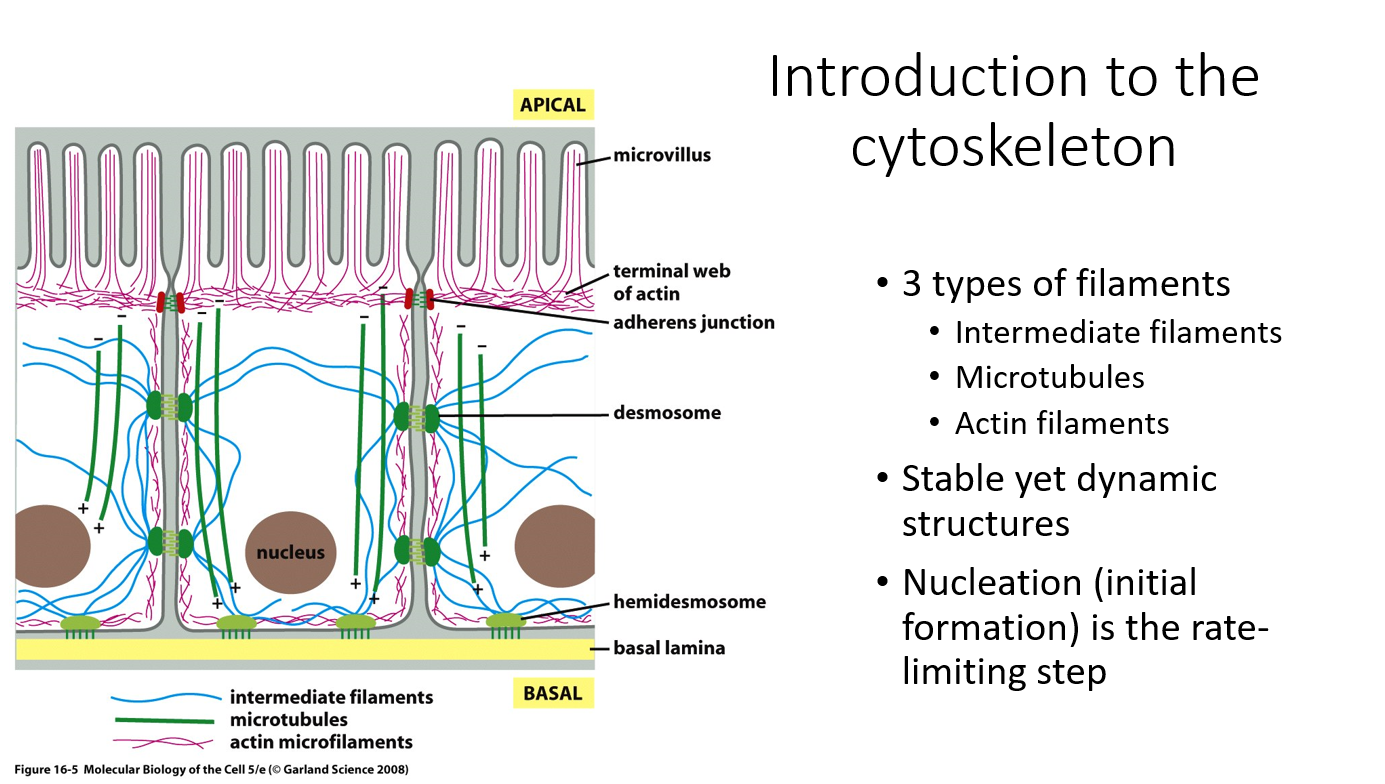 Introduction to the
cytoskeleton
APICAL
microvillus
terminal web
of actin
adherens junction
desmosome
nucleus
hemidesmosome
basal lamina
BASAL
− − − − − − − −
+ + + + + + + +
intermediate filaments
microtubules
actin microfilaments
Figure 16-5 Molecular Biology of the Cell 5/e (© Garland Science 2008)
• 3 types of filaments
• Intermediate filaments
• Microtubules
• Actin filaments
• Stable yet dynamic
structures
• Nucleation (initial
formation) is the rate-
limiting step